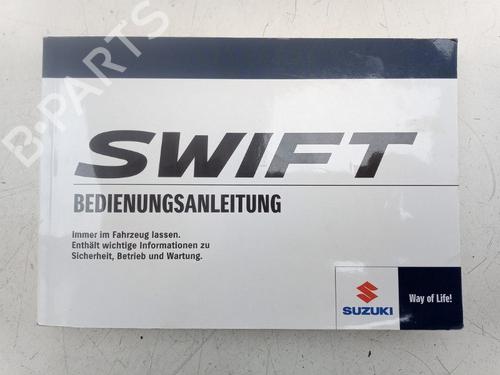 B-PARTS
SWIFT
BEDIENUNGSANLEITUNG
Immer im Fahrzeug lassen.
Enthält wichtige Informationen zu
Sicherheit, Betrieb und Wartung.
SUZUKI
Way of Life!